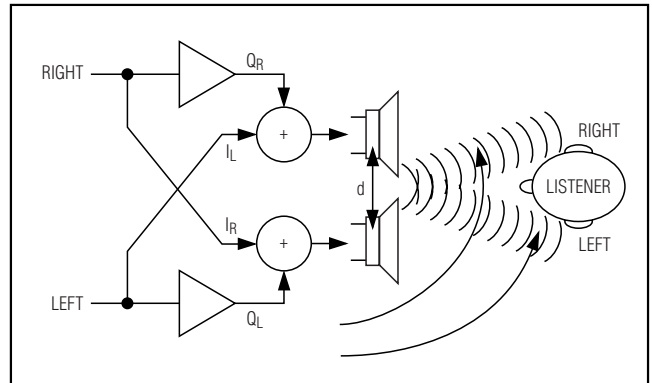 RIGHT
QR
+
IL
RIGHT
LISTENER
d
IR
+
LEFT
LEFT
QL